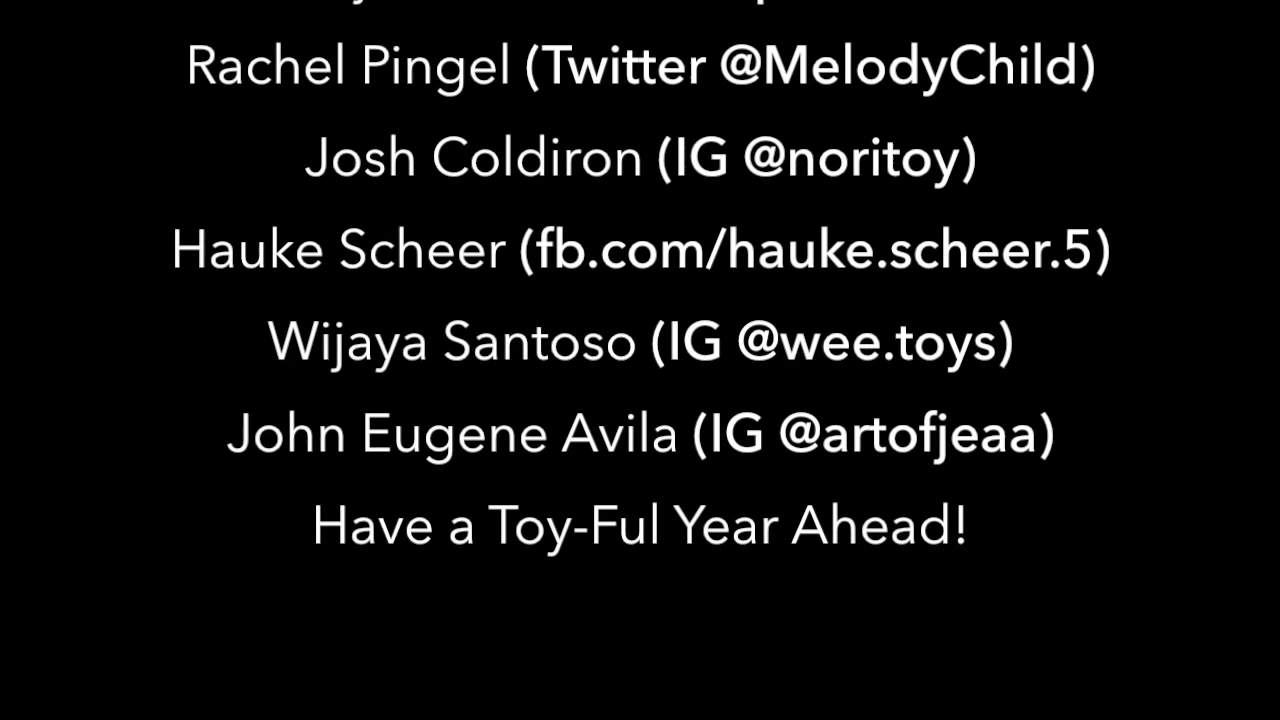 Rachel Pingel (Twitter @MelodyChild)
Josh Coldiron (IG @noritoy)
Hauke Scheer (fb.com/hauke.scheer.5)
Wijaya Santoso (IG @wee.toys)
John Eugene Avila (IG @artofjeaa)
Have a Toy-Ful Year Ahead!